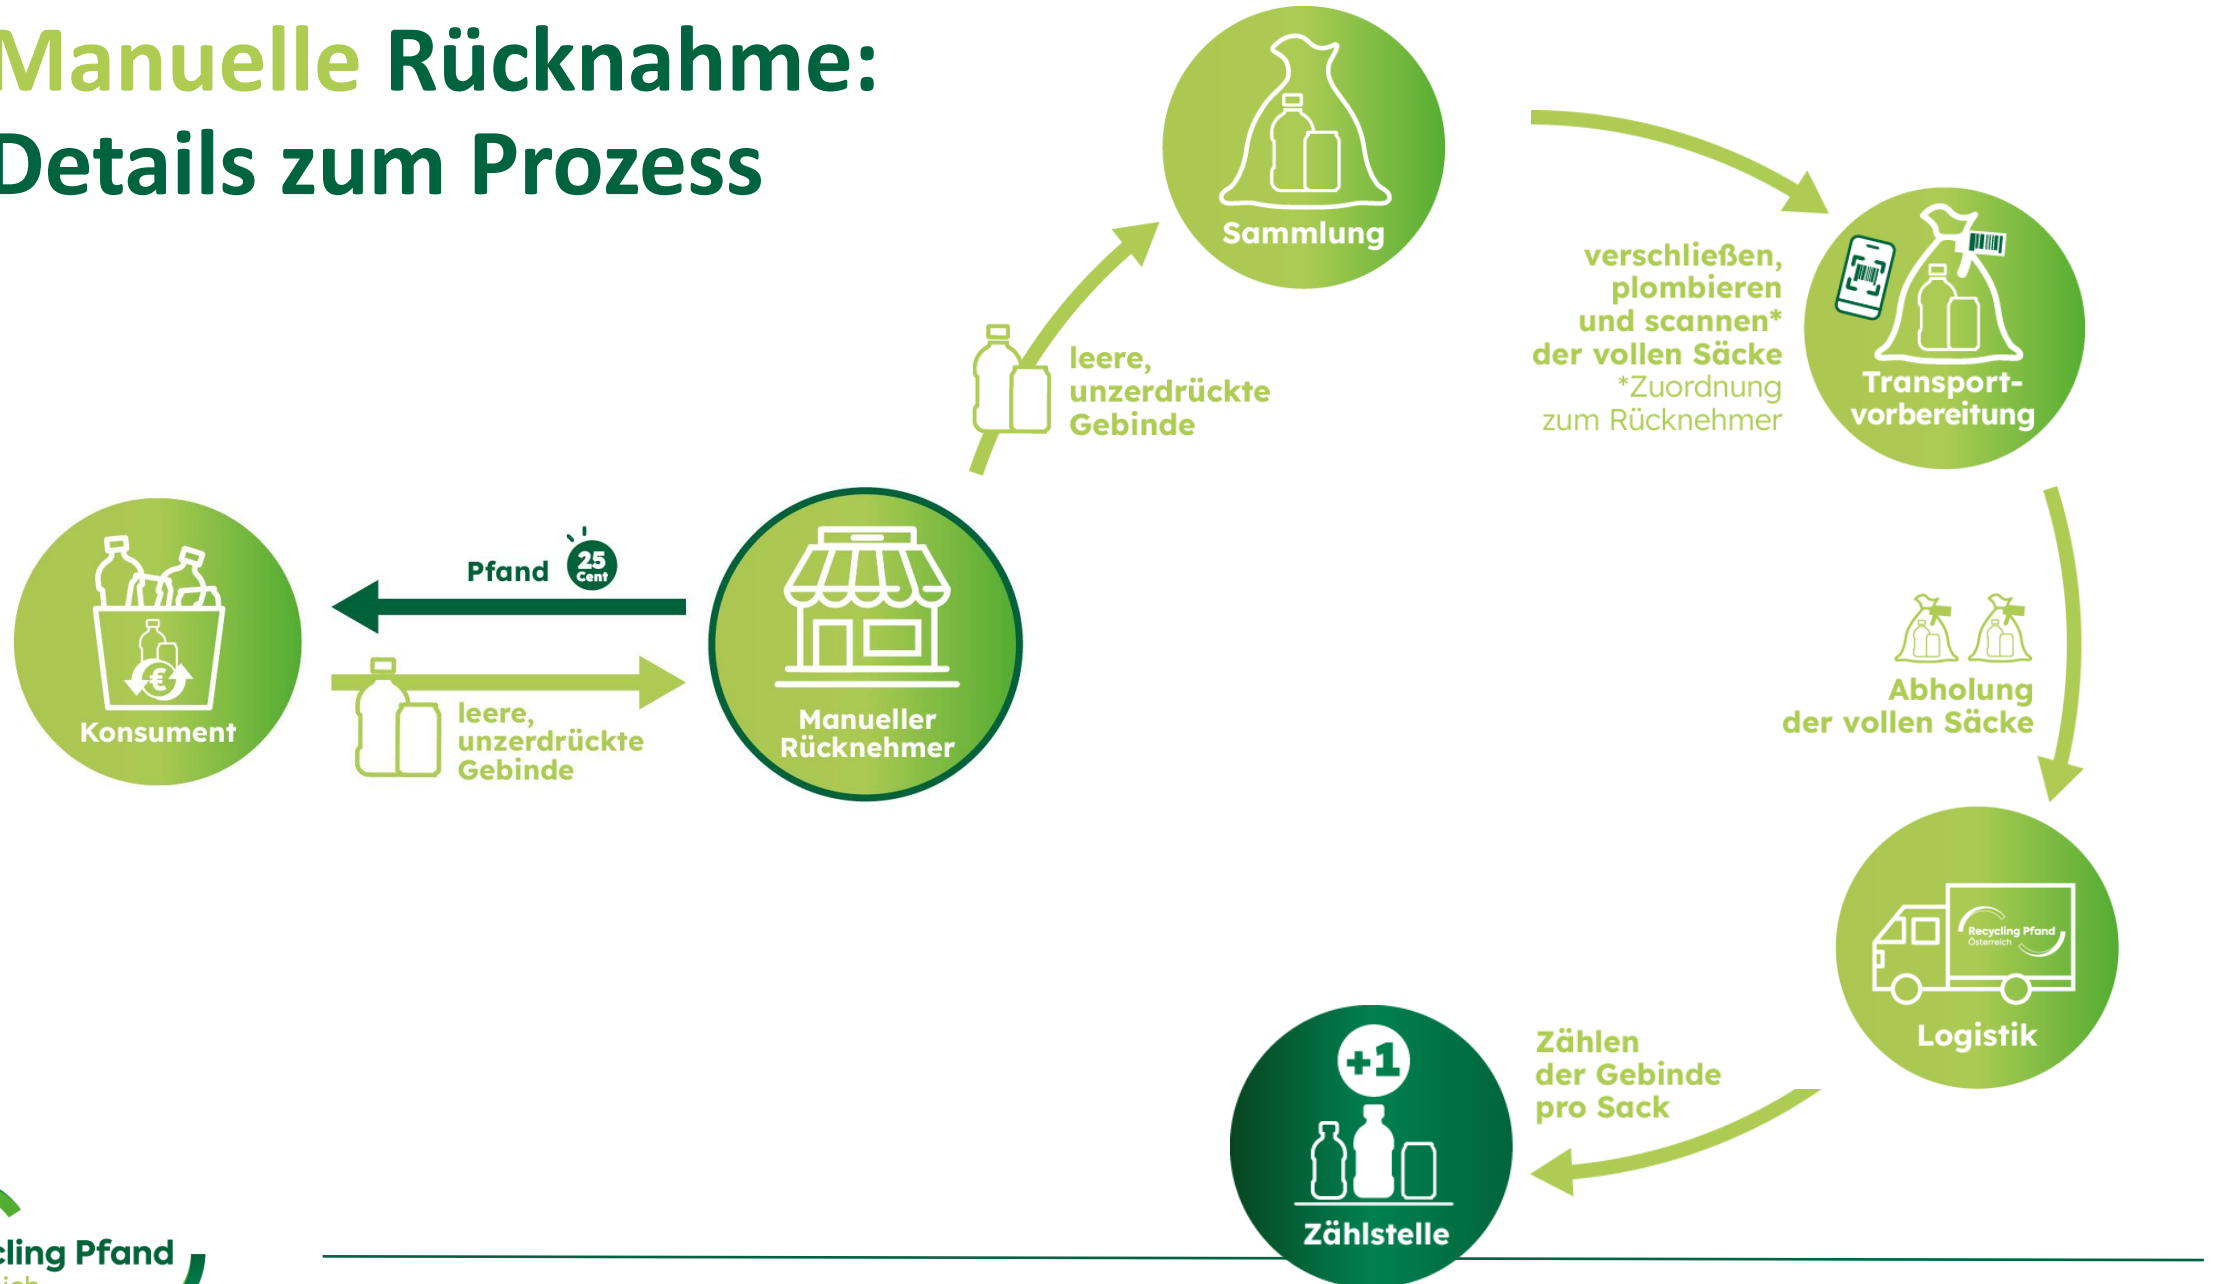 Manuelle Rücknahme:
Details zum Prozess
Sammlung
verschließen,
plombieren
und scannen*
der vollen Säcke
*Zuordnung
zum Rücknehmer
Transport-
vorbereitung
leere,
unzerdrückte
Gebinde
Pfand 25
Cent
€
Konsument
leere,
unzerdrückte
Gebinde
Manueller
Rücknehmer
Abholung
der vollen Säcke
Recycling Pfand
Österreich
Logistik
Zählen
der Gebinde
pro Sack
+1
Zählstelle
cling Pfand